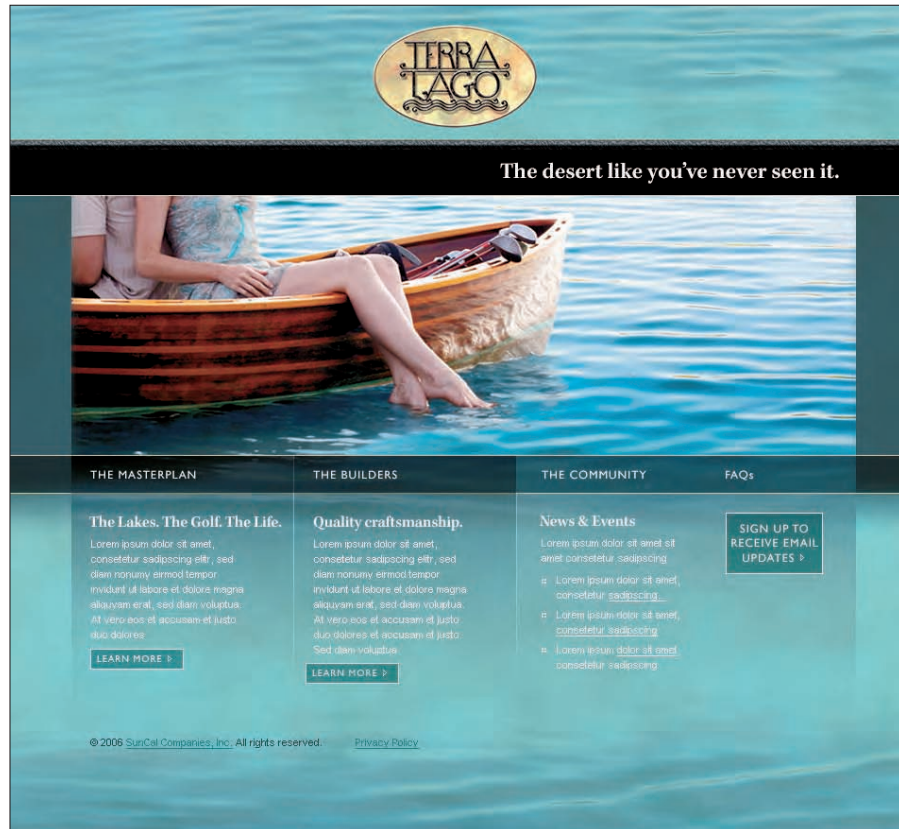 TERRA
LAGO
The desert like you've never seen it.
THE MASTERPLAN
THE BUILDERS
THE COMMUNITY
FAQs
The Lakes. The Golf. The Life.
Lorem ipsum dolor sit amet,
consetetur sadipscing elitr, sed
diam nonumy eirmod tempor
invidunt ut labore et dolore magna
aliquyam erat, sed diam voluptua.
At vero eos et accusam et justo
duo dolores
LEARN MORE
Quality craftsmanship.
Lorem ipsum dolor sit amet,
consetetur sadipscing elitr, sed
diam nonumy eirmod tempor
invidunt ut labore et dolore magna
aliquyam erat, sed diam voluptua.
At vero eos et accusam et justo
duo dolores et accusam et justo
Sed diam voluptua
LEARN MORE
News & Events
Lorem ipsum dolor sit amet sit
amet consetetur sadipscing
Lorem ipsum dolor sit amet,
consetetur sadipscing
Lorem ipsum dolor sit amet,
consetetur sadipscing
Lorem ipsum dolor sit amet
consetetur sadipscing
SIGN UP TO
RECEIVE EMAIL
UPDATES
© 2006 SunCal Companies, Inc. All rights reserved. Privacy Policy